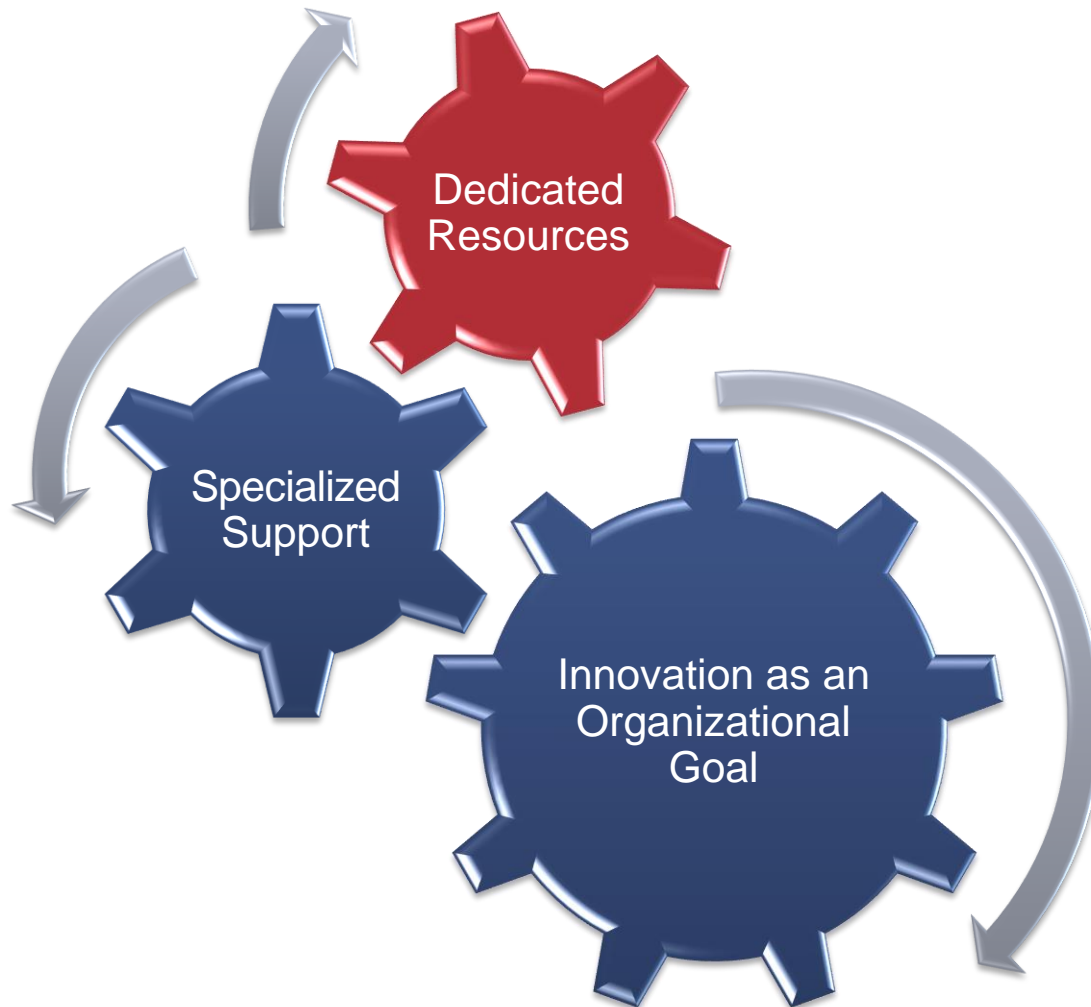 Dedicated
Resources
Specialized
Support
Innovation as an
Organizational
Goal